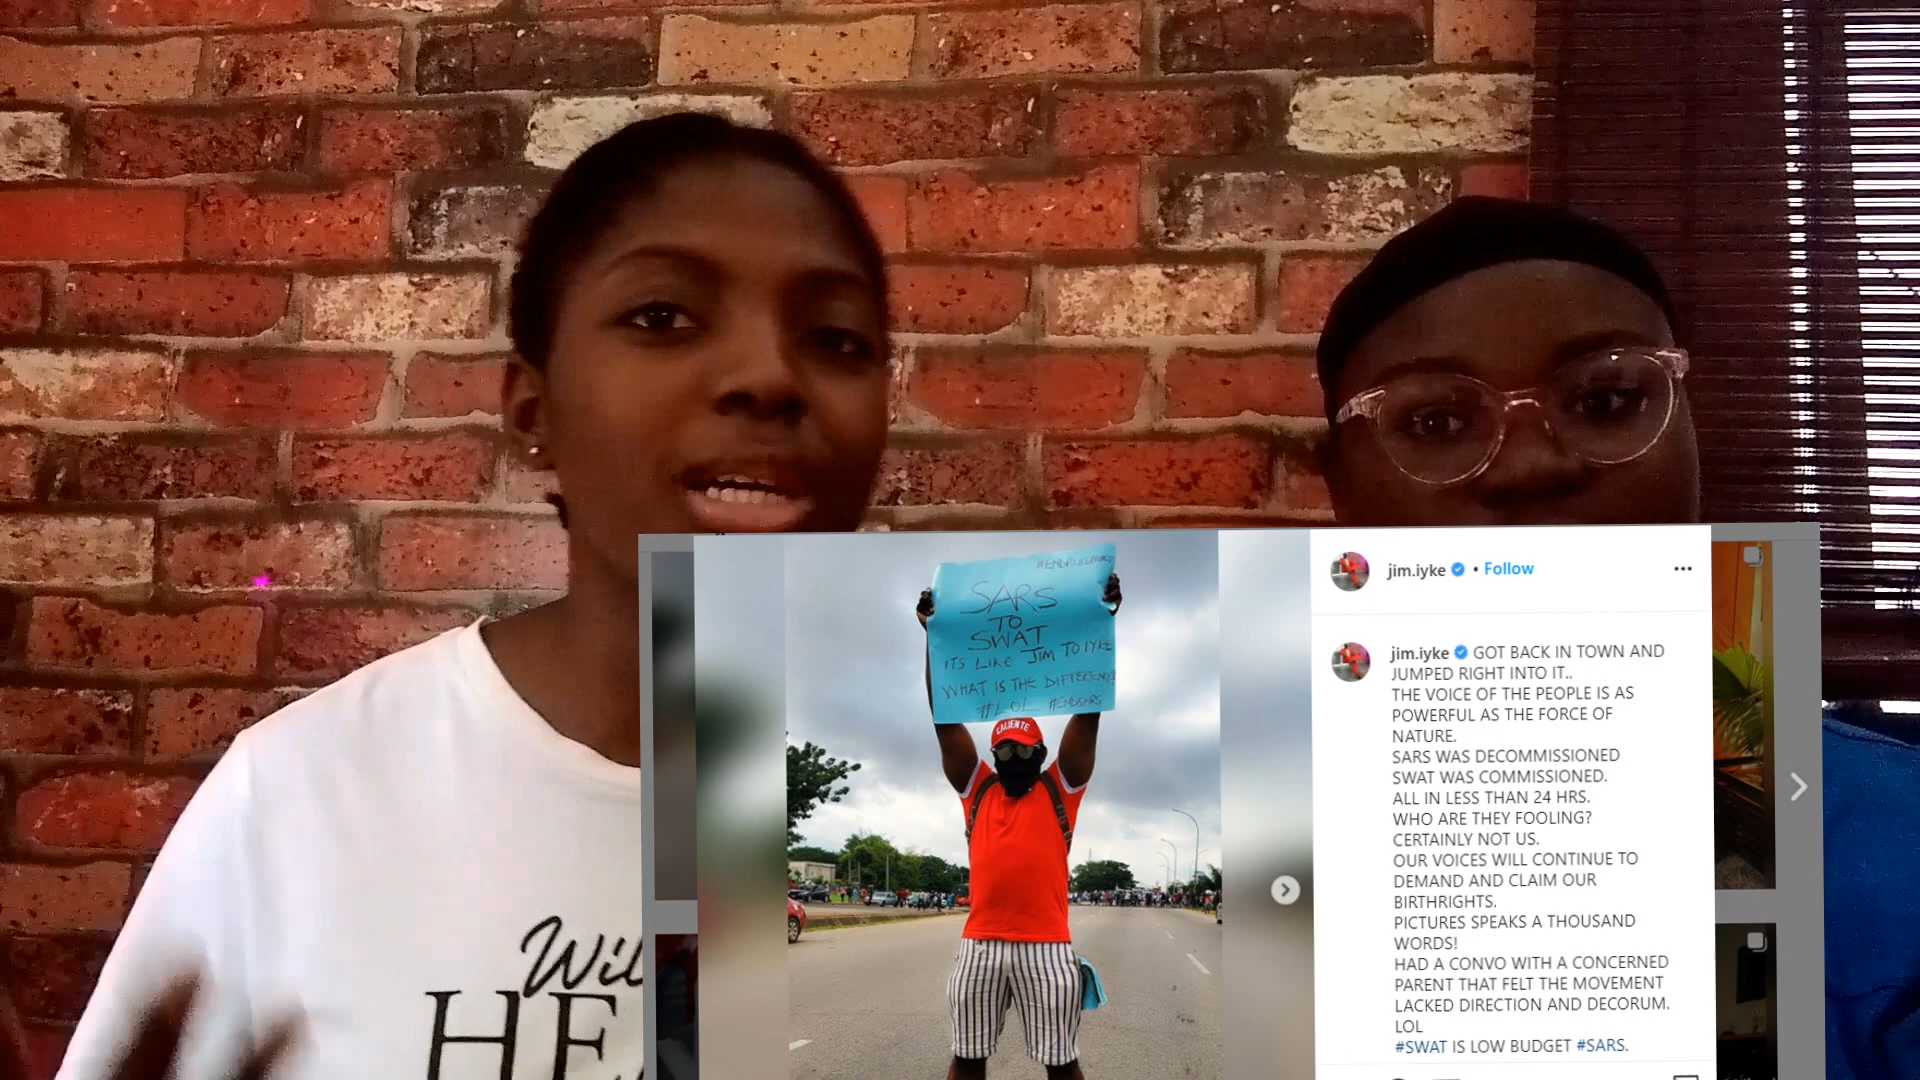 #ENDPOLICEBRUTALITY
SARS
TO
SWAT
ITS LIKE JIM TO IYKE
WHAT IS THE DIFFERENCE?
#LOL #ENDSARS
CALIENTE
jim.iyke • Follow
jim.iyke GOT BACK IN TOWN AND
JUMPED RIGHT INTO IT..
THE VOICE OF THE PEOPLE IS AS
POWERFUL AS THE FORCE OF
NATURE.
SARS WAS DECOMMISSIONED
SWAT WAS COMMISSIONED.
ALL IN LESS THAN 24 HRS.
WHO ARE THEY FOOLING?
CERTAINLY NOT US.
OUR VOICES WILL CONTINUE TO
DEMAND AND CLAIM OUR
BIRTHRIGHTS.
PICTURES SPEAKS A THOUSAND
WORDS!
HAD A CONVO WITH A CONCERNED
PARENT THAT FELT THE MOVEMENT
LACKED DIRECTION AND DECORUM.
LOL
#SWAT IS LOW BUDGET #SARS.
Wil
HE